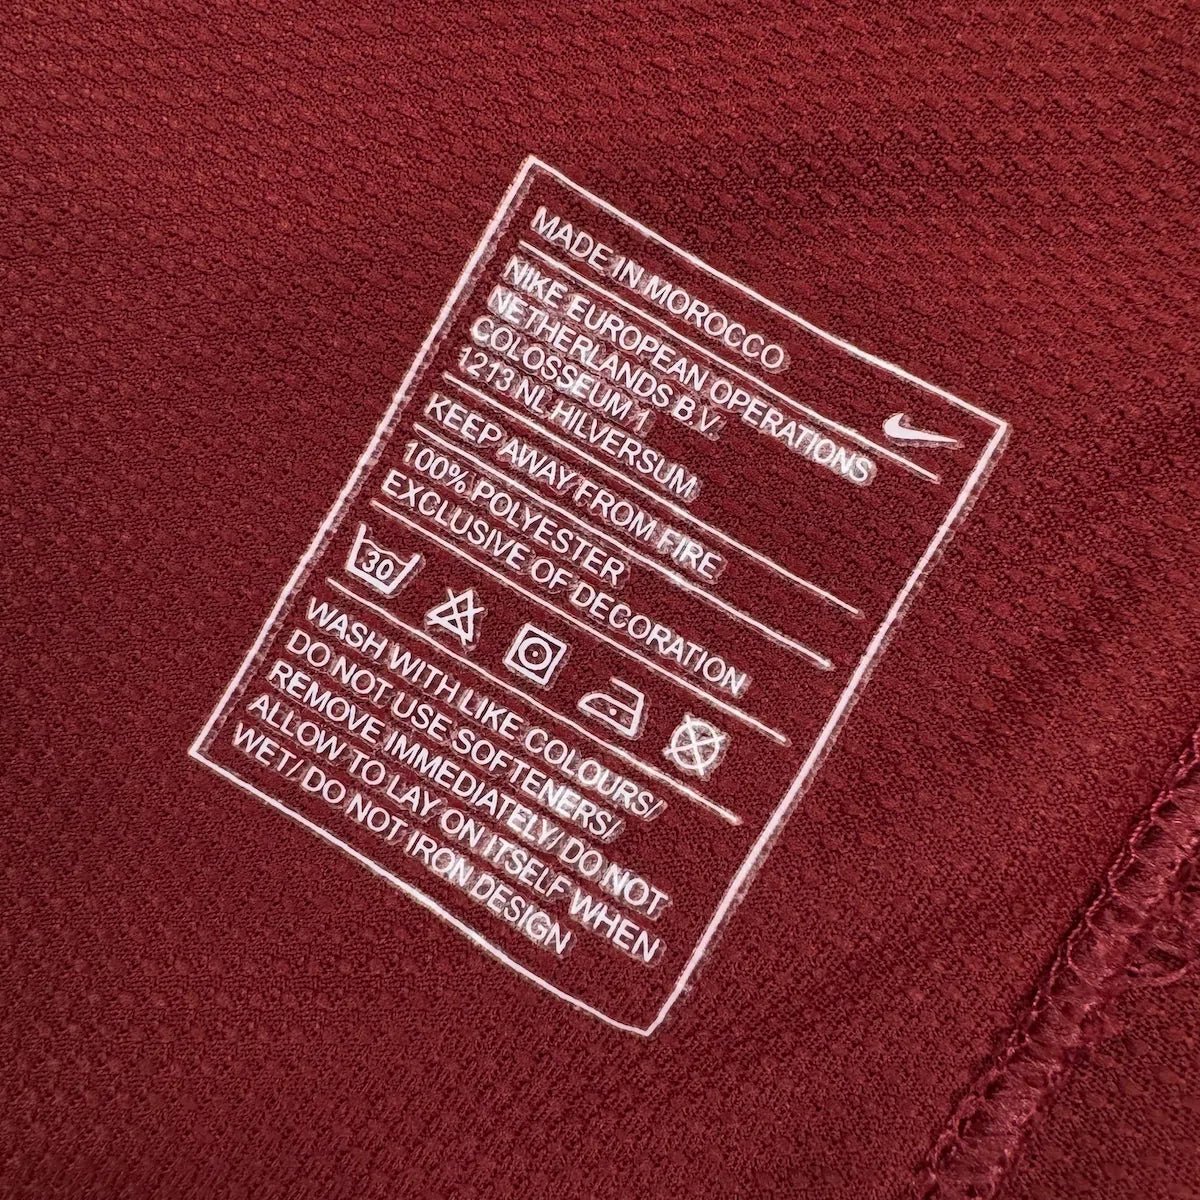 MADE IN MOROCCO
NIKE EUROPEAN OPERATIONS
NETHERLANDS B.V.
COLOSSEUM 1
1213 NL HILVERSUM
KEEP AWAY FROM FIRE
100% POLYESTER
EXCLUSIVE OF DECORATION
30
WASH WITH LIKE COLOURS/
DO NOT USE SOFTENERS/
REMOVE IMMEDIATELY/ DO NOT
ALLOW TO LAY ON ITSELF WHEN
WET/ DO NOT IRON DESIGN